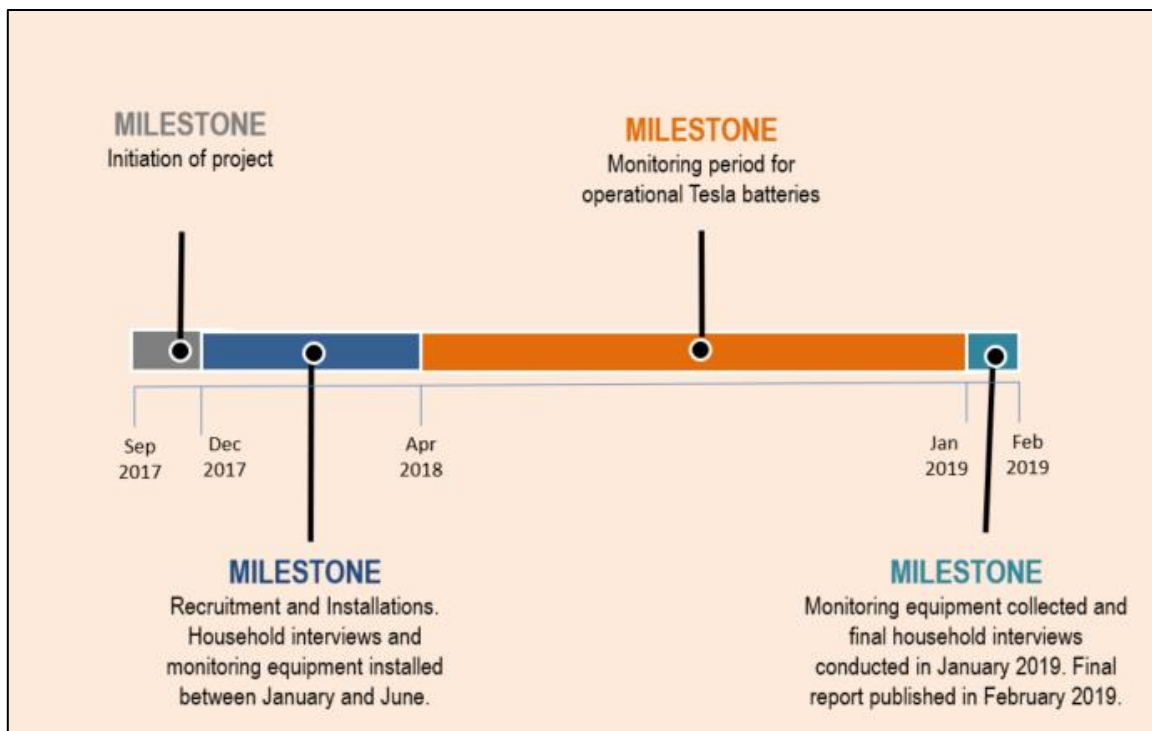 MILESTONE
Initiation of project
MILESTONE
Monitoring period for
operational Tesla batteries
Sep
2017
Dec
2017
Apr
2018
Jan
2019
Feb
2019
MILESTONE
Recruitment and Installations.
Household interviews and
monitoring equipment installed
between January and June.
MILESTONE
Monitoring equipment collected and
final household interviews
conducted in January 2019. Final
report published in February 2019.